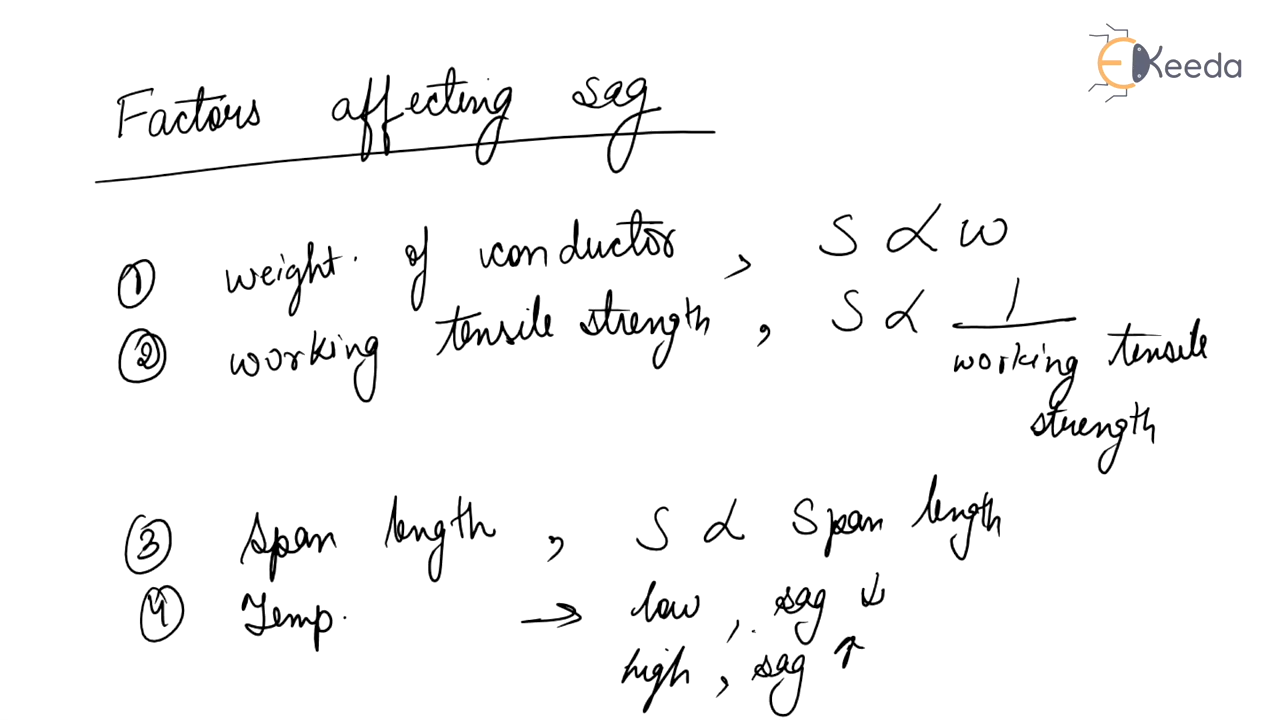 EKeeda
Factors affecting sag
① weight. of conductor, S ∝ w
② working tensile strength, S ∝ 1/working tensile
strength
③ span length, S ∝ Span length
④ Temp. → low, sag ↓
high, sag ↑